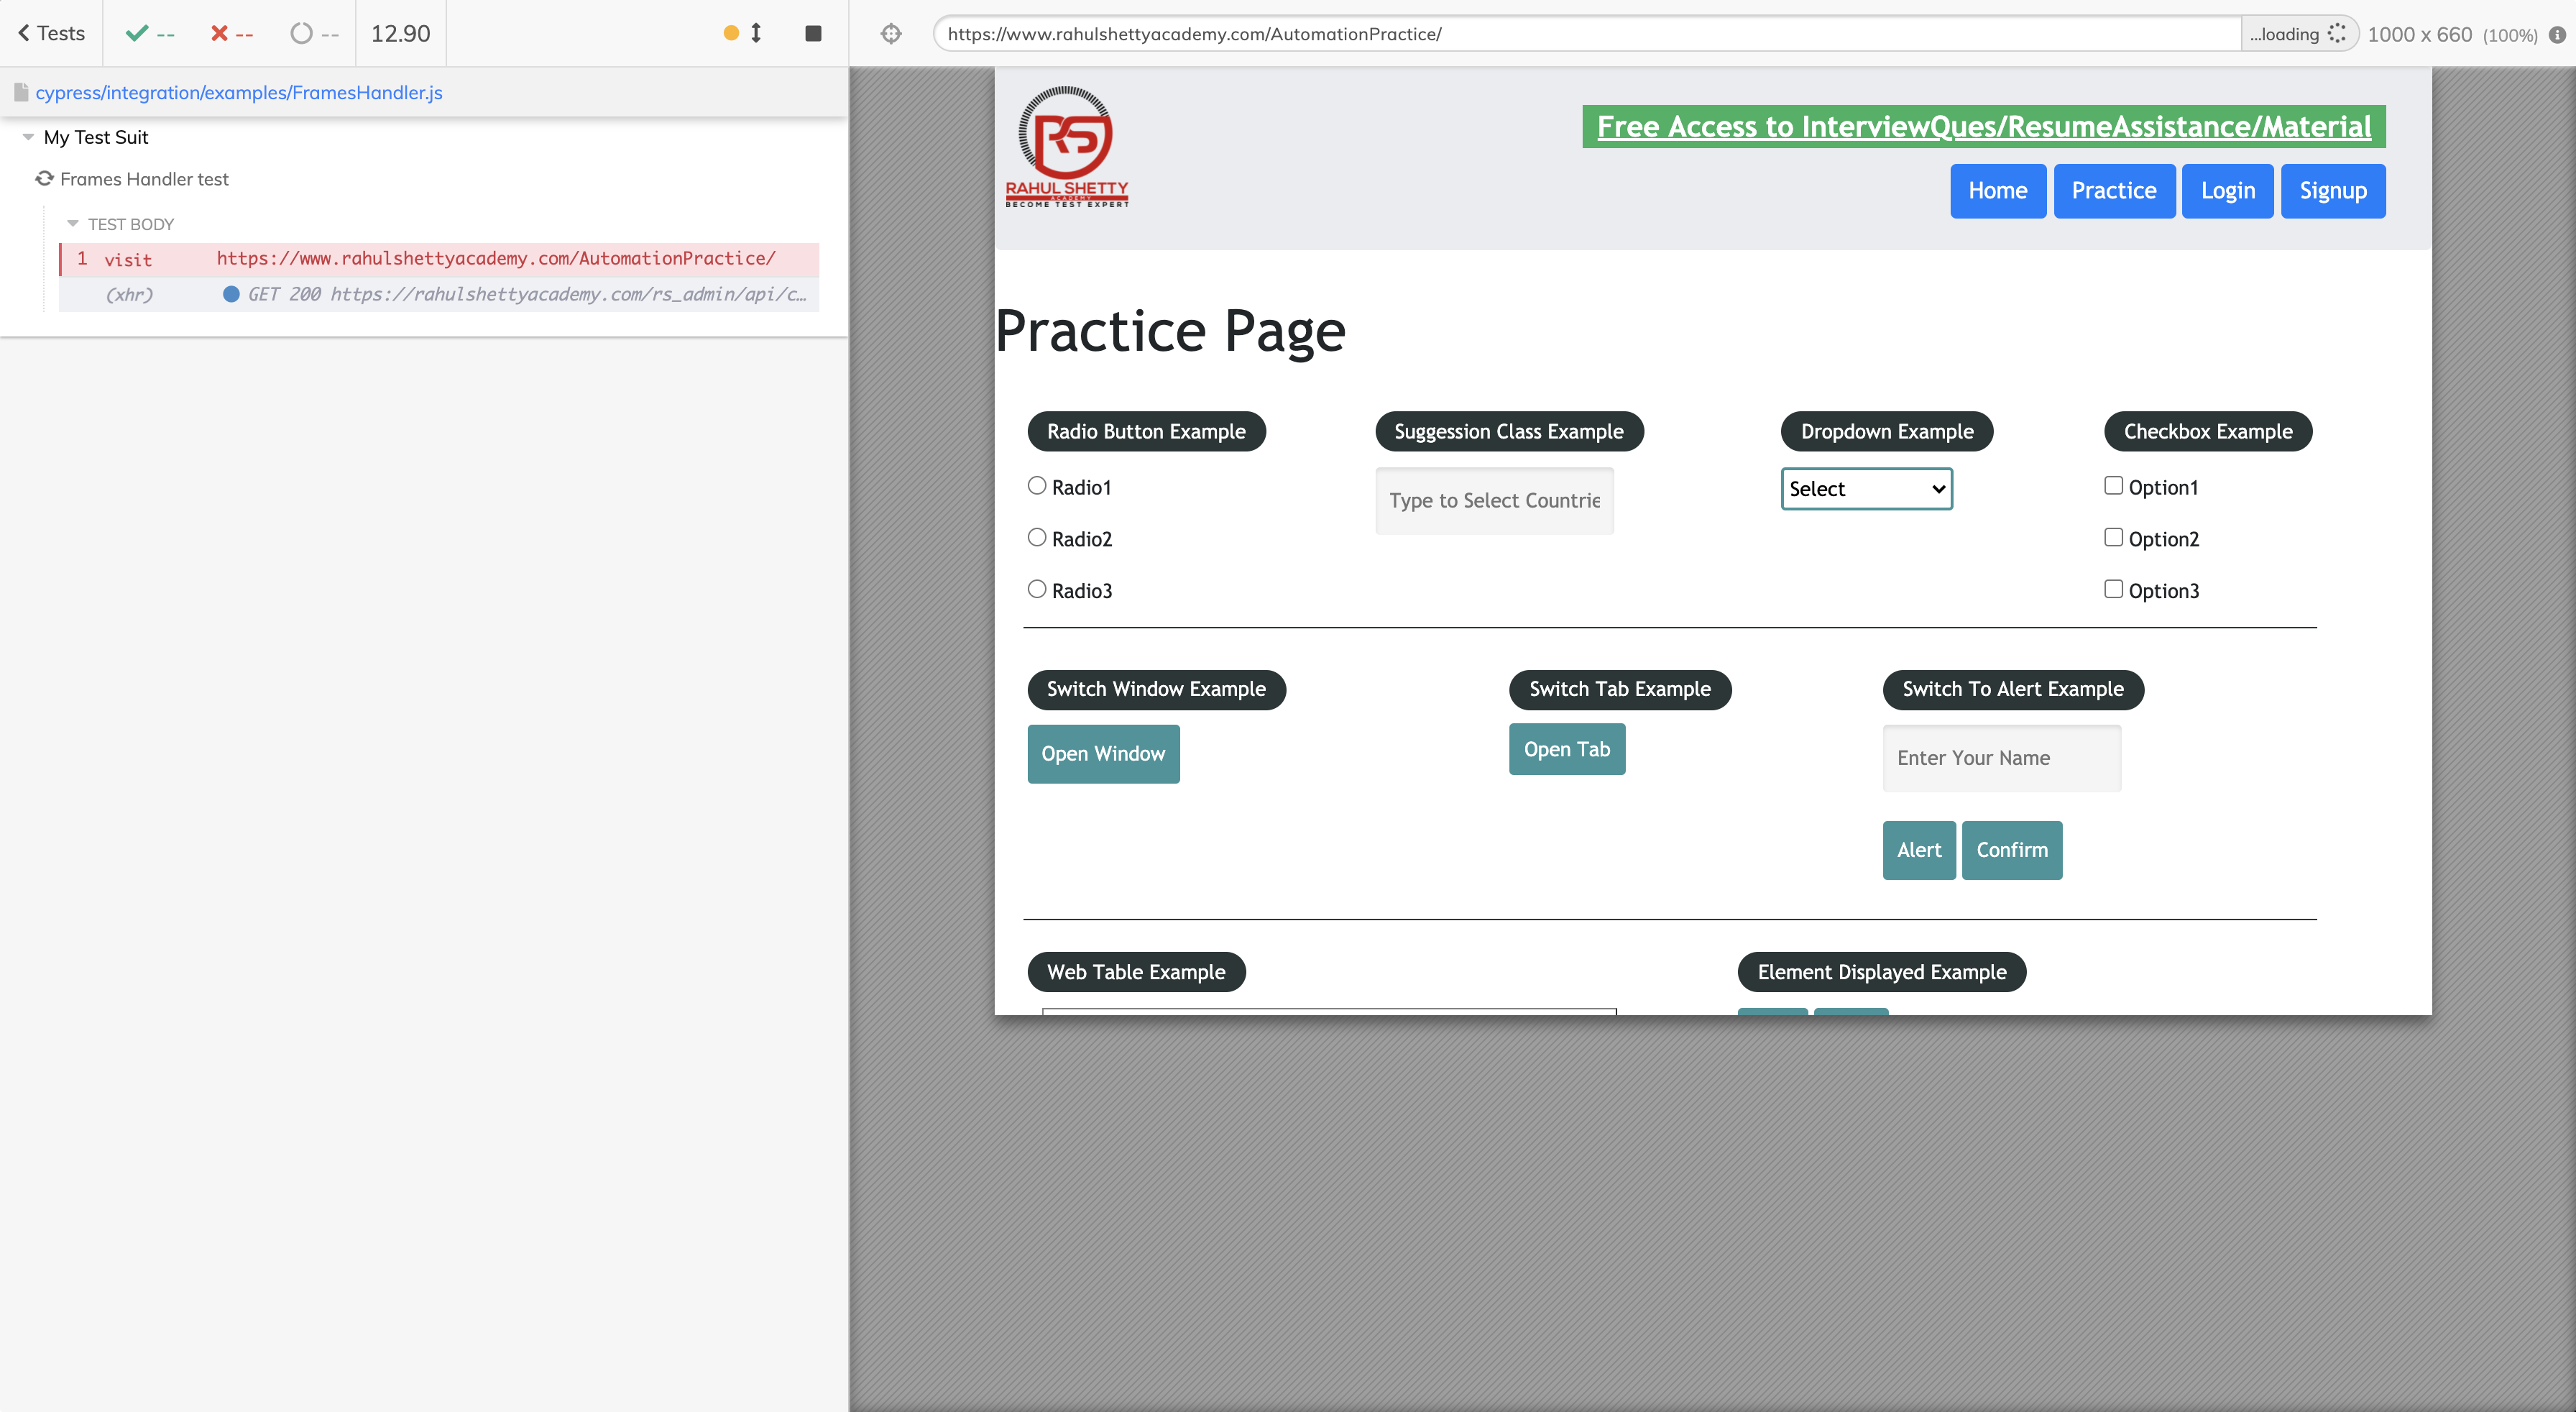 Tests
--
--
--
12.90
https://www.rahulshettyacademy.com/AutomationPractice/
...loading
1000 x 660 (100%)
cypress/integration/examples/FramesHandler.js
My Test Suit
Frames Handler test
TEST BODY
1 visit https://www.rahulshettyacademy.com/AutomationPractice/
(xhr) GET 200 https://rahulshettyacademy.com/rs_admin/api/c...
RS
RAHUL SHETTY
ACADEMY
BECOME TEST EXPERT
Free Access to InterviewQues/ResumeAssistance/Material
Home Practice Login Signup
Practice Page
Radio Button Example
Radio1
Radio2
Radio3
Suggession Class Example
Type to Select Countrie
Dropdown Example
Select
Checkbox Example
Option1
Option2
Option3
Switch Window Example
Open Window
Switch Tab Example
Open Tab
Switch To Alert Example
Enter Your Name
Alert Confirm
Web Table Example
Element Displayed Example